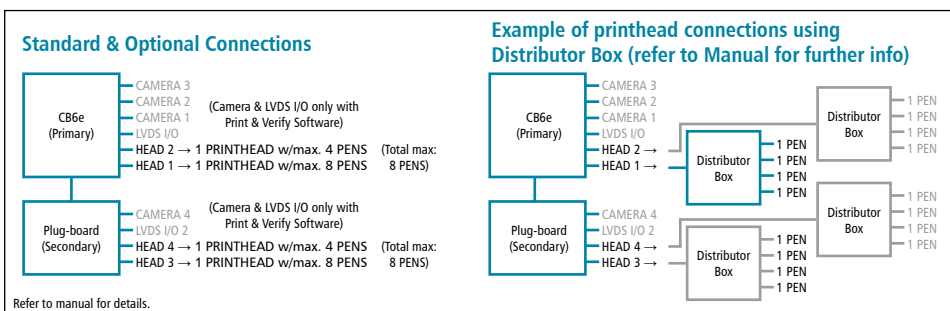 Standard & Optional Connections
CB6e
(Primary)
CAMERA 3
CAMERA 2
CAMERA 1
LVDS I/O
HEAD 2 → 1 PRINTHEAD w/max. 4 PENS
HEAD 1 → 1 PRINTHEAD w/max. 8 PENS
(Camera & LVDS I/O only with
Print & Verify Software)
(Total max:
8 PENS)
Plug-board
(Secondary)
CAMERA 4
LVDS I/O 2
HEAD 4 → 1 PRINTHEAD w/max. 4 PENS
HEAD 3 → 1 PRINTHEAD w/max. 8 PENS
(Camera & LVDS I/O only with
Print & Verify Software)
(Total max:
8 PENS)
Refer to manual for details.
Example of printhead connections using
Distributor Box (refer to Manual for further info)
CB6e
(Primary)
CAMERA 3
CAMERA 2
CAMERA 1
LVDS I/O
HEAD 2 →
HEAD 1 →
Distributor
Box
1 PEN
1 PEN
1 PEN
1 PEN
Distributor
Box
1 PEN
1 PEN
1 PEN
1 PEN
Plug-board
(Secondary)
CAMERA 4
LVDS I/O 2
HEAD 4 →
HEAD 3 →
Distributor
Box
1 PEN
1 PEN
1 PEN
1 PEN
Distributor
Box
1 PEN
1 PEN
1 PEN
1 PEN